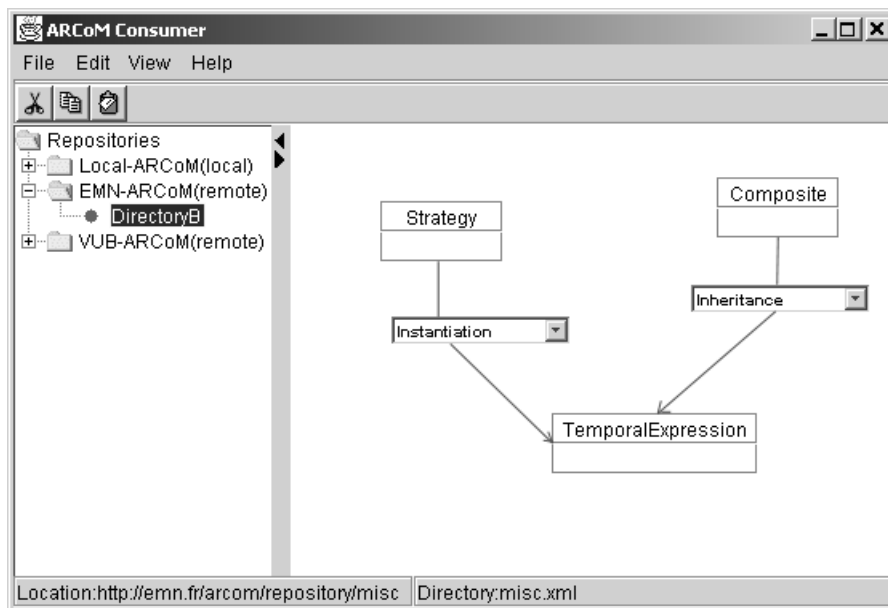 ARCoM Consumer
File Edit View Help
Repositories
Local-ARCoM(local)
EMN-ARCoM(remote)
DirectoryB
VUB-ARCoM(remote)
Strategy
Composite
Instantiation
Inheritance
TemporalExpression
Location:http://emn.fr/arcom/repository/misc
Directory:misc.xml